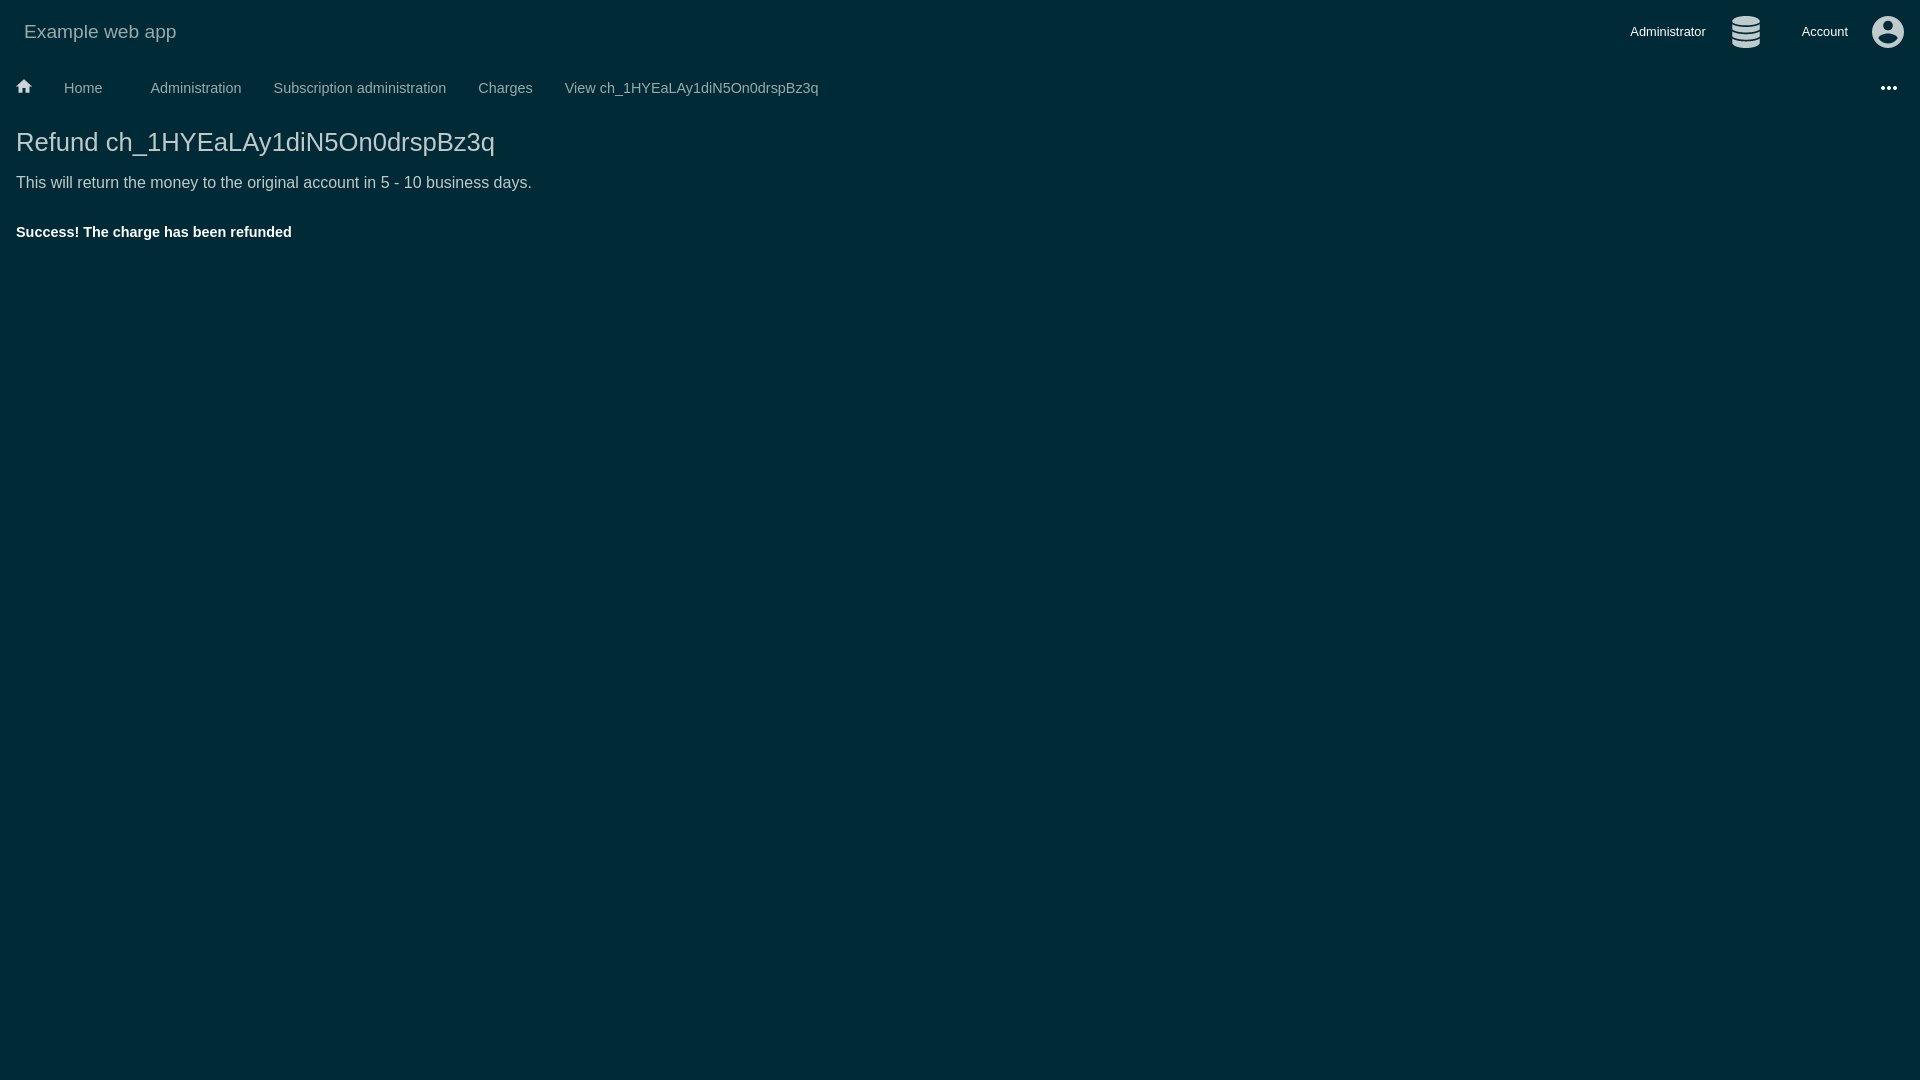 Example web app
Administrator
Account
Home
Administration
Subscription administration
Charges
View ch_1HYEaLAy1diN5On0drspBz3q
Refund ch_1HYEaLAy1diN5On0drspBz3q
This will return the money to the original account in 5 - 10 business days.
Success! The charge has been refunded